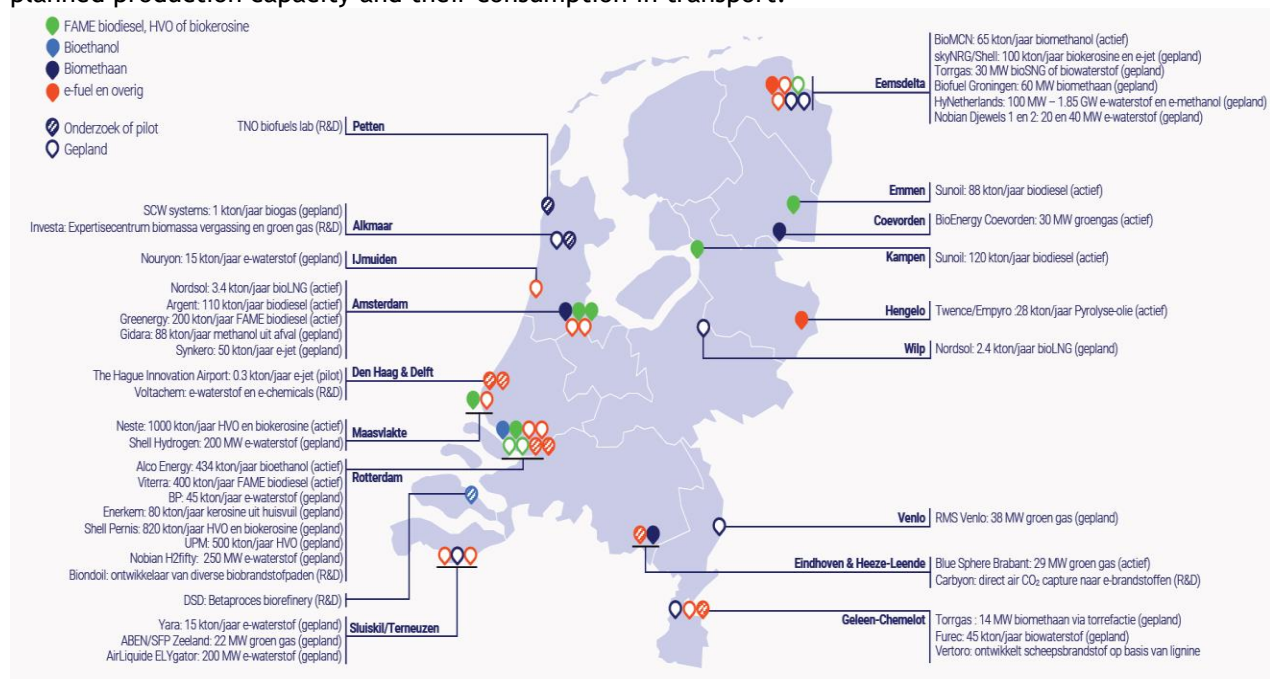 planned production capacity and their consumption in transport.
FAME biodiesel, HVO of biokerosine
Bioethanol
Biomethaan
e-fuel en overig
Onderzoek of pilot
Gepland
TNO biofuels lab (R&D)
Petten
SCW systems: 1 kton/jaar biogas (gepland)
Investa: Expertisecentrum biomassa vergassing en groen gas (R&D)
Alkmaar
Nouryon: 15 kton/jaar e-waterstof (gepland)
IJmuiden
Nordsol: 3.4 kton/jaar bioLNG (actief)
Argent: 110 kton/jaar biodiesel (actief)
Greenergy: 200 kton/jaar FAME biodiesel (actief)
Gidara: 88 kton/jaar methanol uit afval (gepland)
Synkero: 50 kton/jaar e-jet (gepland)
Amsterdam
The Hague Innovation Airport: 0.3 kton/jaar e-jet (pilot)
Voltachem: e-waterstof en e-chemicals (R&D)
Den Haag & Delft
Neste: 1000 kton/jaar HVO en biokerosine (actief)
Shell Hydrogen: 200 MW e-waterstof (gepland)
Maasvlakte
Alco Energy: 434 kton/jaar bioethanol (actief)
Viterra: 400 kton/jaar FAME biodiesel (actief)
BP: 45 kton/jaar e-waterstof (gepland)
Enerkem: 80 kton/jaar kerosine uit huisvuil (gepland)
Shell Pernis: 820 kton/jaar HVO en biokerosine (gepland)
UPM: 500 kton/jaar HVO (gepland)
Nobian H2fifty: 250 MW e-waterstof (gepland)
Biondoil: ontwikkelaar van diverse biobrandstofpaden (R&D)
Rotterdam
DSD: Betaproces biorefinery (R&D)
Yara: 15 kton/jaar e-waterstof (gepland)
ABEN/SFP Zeeland: 22 MW groen gas (gepland)
AirLiquide ELYgator: 200 MW e-waterstof (gepland)
Sluiskil/Terneuzen
Eemsdelta
BioMCN: 65 kton/jaar biomethanol (actief)
skyNRG/Shell: 100 kton/jaar biokerosine en e-jet (gepland)
Torrgas: 30 MW bioSNG of biowaterstof (gepland)
Biofuel Groningen: 60 MW biomethaan (gepland)
HyNetherlands: 100 MW – 1.85 GW e-waterstof en e-methanol (gepland)
Nobian Djewels 1 en 2: 20 en 40 MW e-waterstof (gepland)
Emmen
Sunoil: 88 kton/jaar biodiesel (actief)
Coevorden
BioEnergy Coevorden: 30 MW groengas (actief)
Kampen
Sunoil: 120 kton/jaar biodiesel (actief)
Hengelo
Twence/Empyro :28 kton/jaar Pyrolyse-olie (actief)
Wilp
Nordsol: 2.4 kton/jaar bioLNG (gepland)
Venlo
RMS Venlo: 38 MW groen gas (gepland)
Eindhoven & Heeze-Leende
Blue Sphere Brabant: 29 MW groen gas (actief)
Carbyon: direct air CO₂ capture naar e-brandstoffen (R&D)
Geleen-Chemelot
Torrgas : 14 MW biomethaan via torrefactie (gepland)
Furec: 45 kton/jaar biowaterstof (gepland)
Vertoro: ontwikkelt scheepsbrandstof op basis van lignine